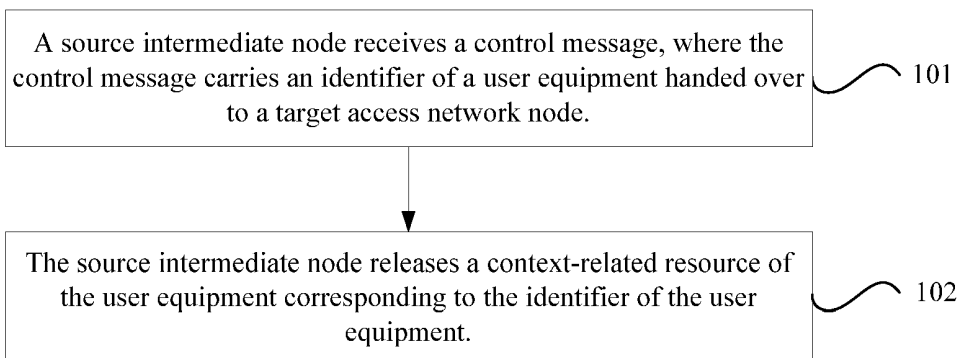 A source intermediate node receives a control message, where the
control message carries an identifier of a user equipment handed over
to a target access network node.
101
The source intermediate node releases a context-related resource of
the user equipment corresponding to the identifier of the user
equipment.
102